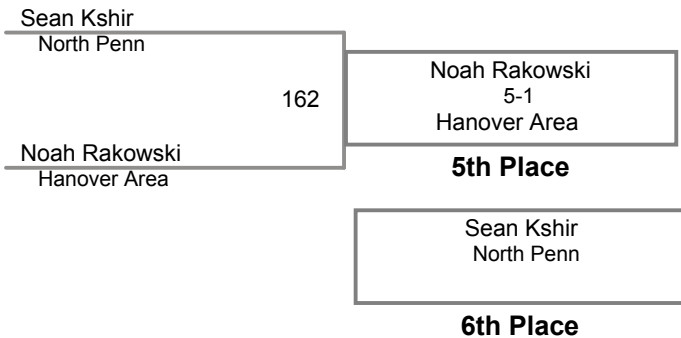 Sean Kshir
North Penn
162
Noah Rakowski
Hanover Area
Noah Rakowski
5-1
Hanover Area
5th Place
Sean Kshir
North Penn
6th Place